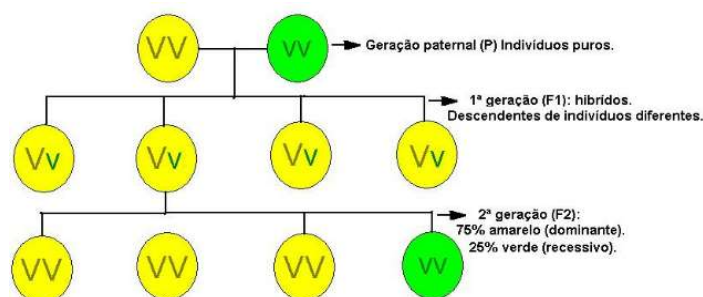 VV vv
Geração paternal (P) Indivíduos puros.
1ª geração (F1): híbridos.
Descendentes de indivíduos diferentes.
Vv Vv Vv Vv
2ª geração (F2):
75% amarelo (dominante).
25% verde (recessivo).
VV VV VV vv